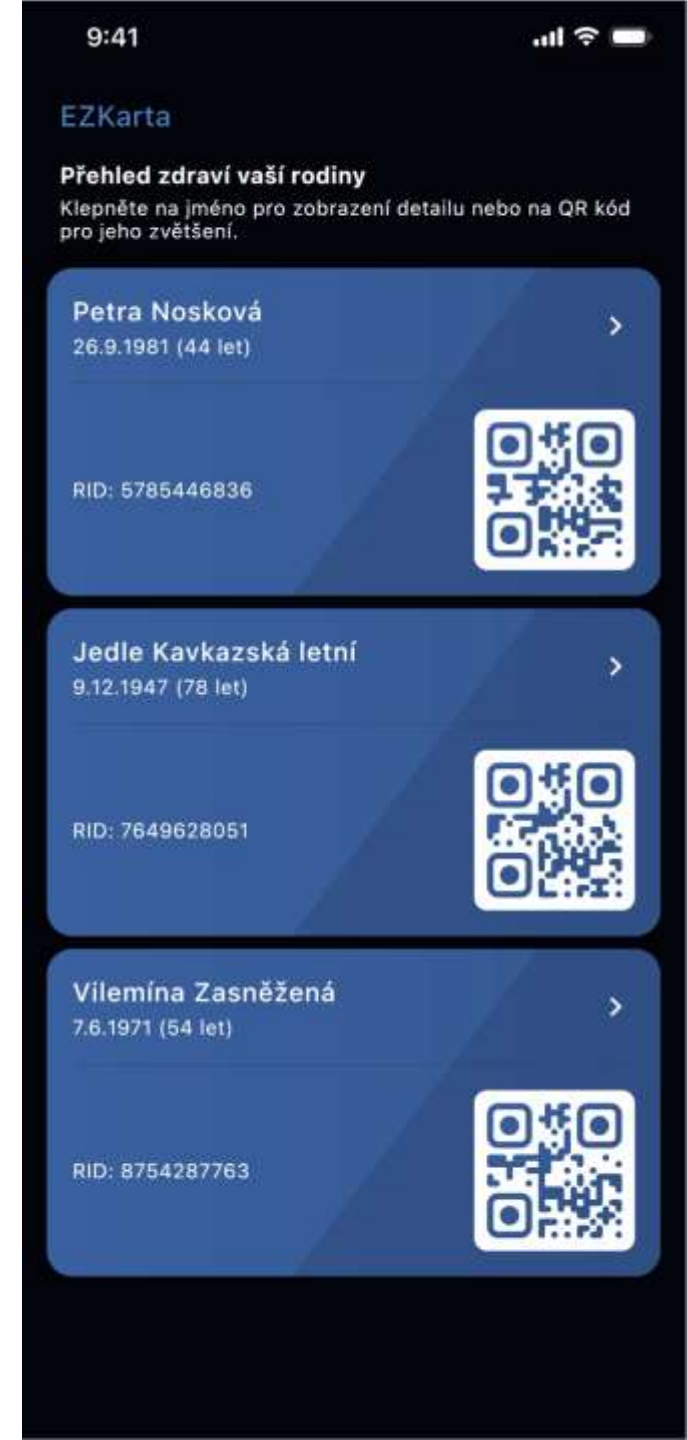 9:41
EZKarta
Přehled zdraví vaší rodiny
Klepněte na jméno pro zobrazení detailu nebo na QR kód
pro jeho zvětšení.
Petra Nosková
26.9.1981 (44 let)
RID: 5785446836
Jedle Kavkazská letní
9.12.1947 (78 let)
RID: 7649628051
Vilemína Zasněžená
7.6.1971 (54 let)
RID: 8754287763